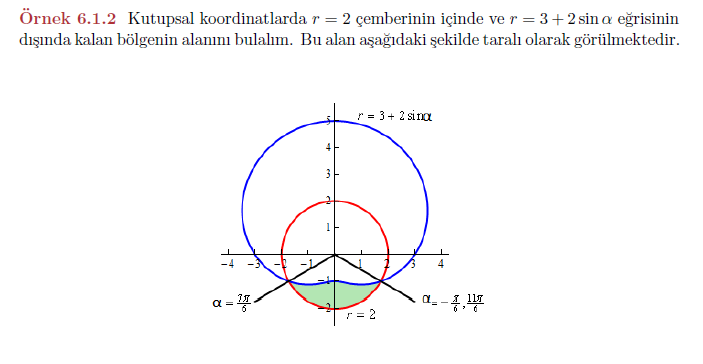 Örnek 6.1.2 Kutupsal koordinatlarda r = 2 çemberinin içinde ve r = 3 + 2 sin α eğrisinin
dışında kalan bölgenin alanını bulalım. Bu alan aşağıdaki şekilde taralı olarak görülmektedir.
r = 3 + 2 sinα
5
4
3
2
1
-4 -3 -2 -1 1 2 3 4
-1
α = 7π/6
α = - π/6 , 11π/6
-2
r = 2